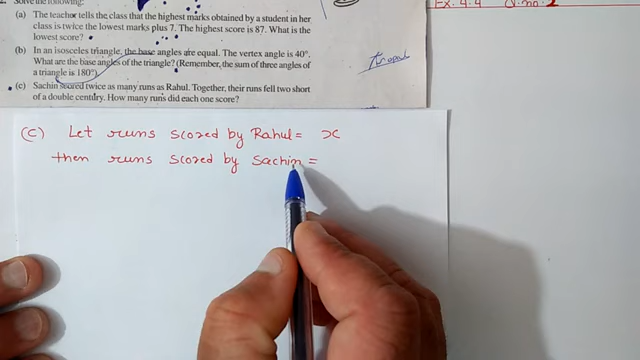 Solve the following:
(a) The teacher tells the class that the highest marks obtained by a student in her
class is twice the lowest marks plus 7. The highest score is 87. What is the
lowest score?
(b) In an isosceles triangle, the base angles are equal. The vertex angle is 40°.
What are the base angles of the triangle? (Remember, the sum of three angles of
a triangle is 180°).
(c) Sachin scored twice as many runs as Rahul. Together, their runs fell two short
of a double century. How many runs did each one score?
Ex. 4.4 Q.no. 2
(c) Let runs scored by Rahul = x
then runs scored by Sachin =